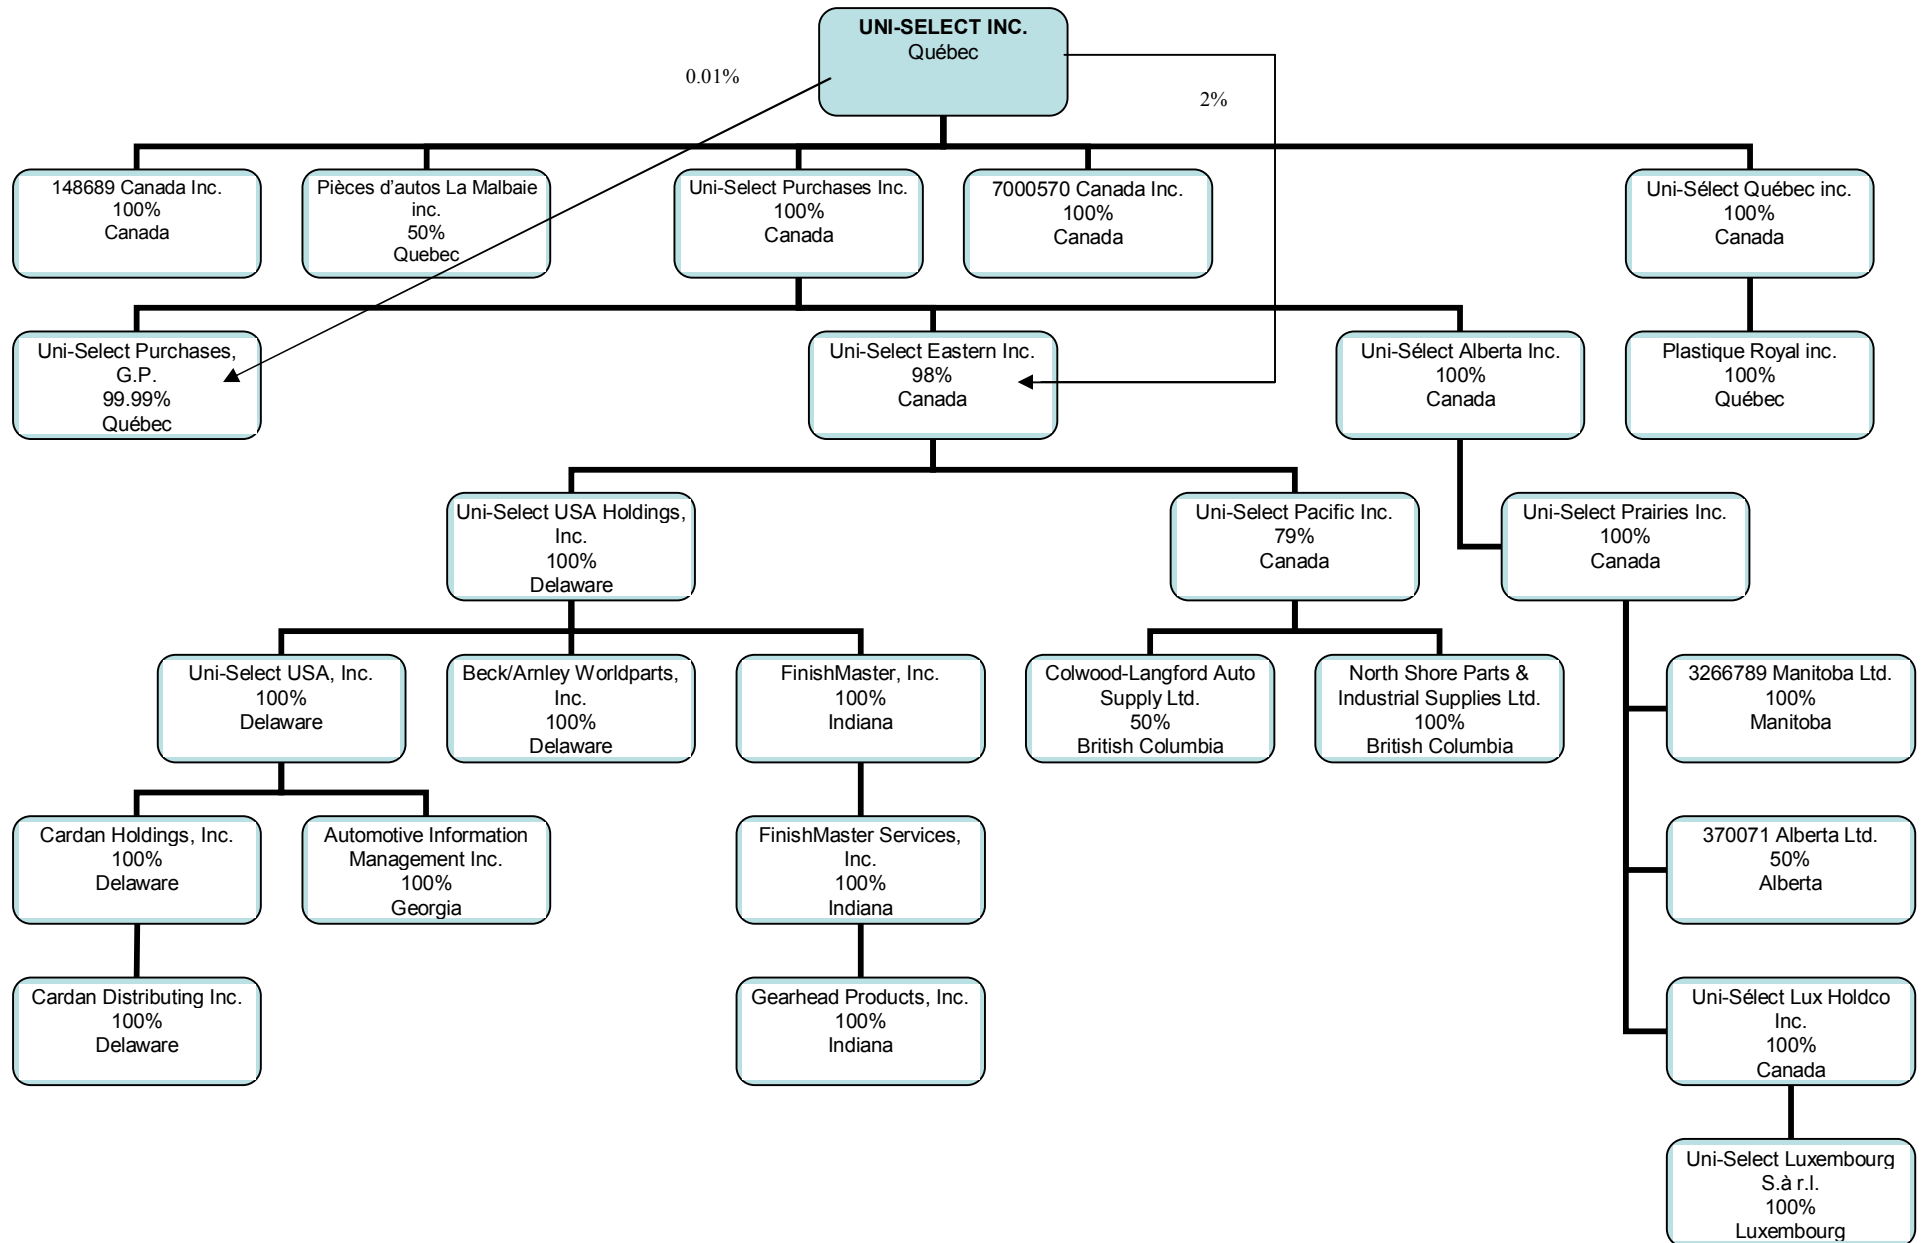 UNI-SELECT INC.
Québec
0.01%
2%
148689 Canada Inc.
100%
Canada
Pièces d'autos La Malbaie
inc.
50%
Quebec
Uni-Select Purchases Inc.
100%
Canada
7000570 Canada Inc.
100%
Canada
Uni-Sélect Québec inc.
100%
Canada
Uni-Select Purchases,
G.P.
99.99%
Québec
Uni-Select Eastern Inc.
98%
Canada
Uni-Sélect Alberta Inc.
100%
Canada
Plastique Royal inc.
100%
Québec
Uni-Select USA Holdings,
Inc.
100%
Delaware
Uni-Select Pacific Inc.
79%
Canada
Uni-Select Prairies Inc.
100%
Canada
Uni-Select USA, Inc.
100%
Delaware
Beck/Arnley Worldparts,
Inc.
100%
Delaware
FinishMaster, Inc.
100%
Indiana
Colwood-Langford Auto
Supply Ltd.
50%
British Columbia
North Shore Parts &
Industrial Supplies Ltd.
100%
British Columbia
3266789 Manitoba Ltd.
100%
Manitoba
Cardan Holdings, Inc.
100%
Delaware
Automotive Information
Management Inc.
100%
Georgia
FinishMaster Services,
Inc.
100%
Indiana
370071 Alberta Ltd.
50%
Alberta
Cardan Distributing Inc.
100%
Delaware
Gearhead Products, Inc.
100%
Indiana
Uni-Sélect Lux Holdco
Inc.
100%
Canada
Uni-Select Luxembourg
S.à r.l.
100%
Luxembourg